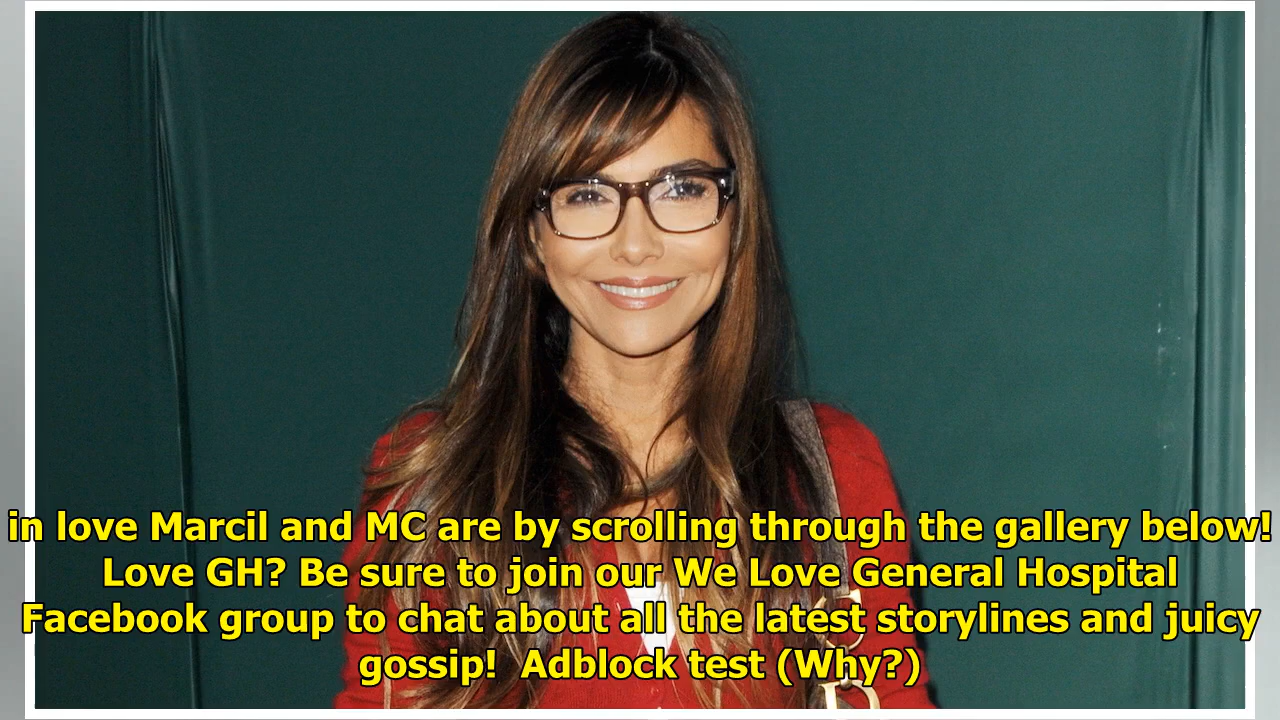 in love Marcil and MC are by scrolling through the gallery below!
Love GH? Be sure to join our We Love General Hospital
Facebook group to chat about all the latest storylines and juicy
gossip!  Adblock test (Why?)